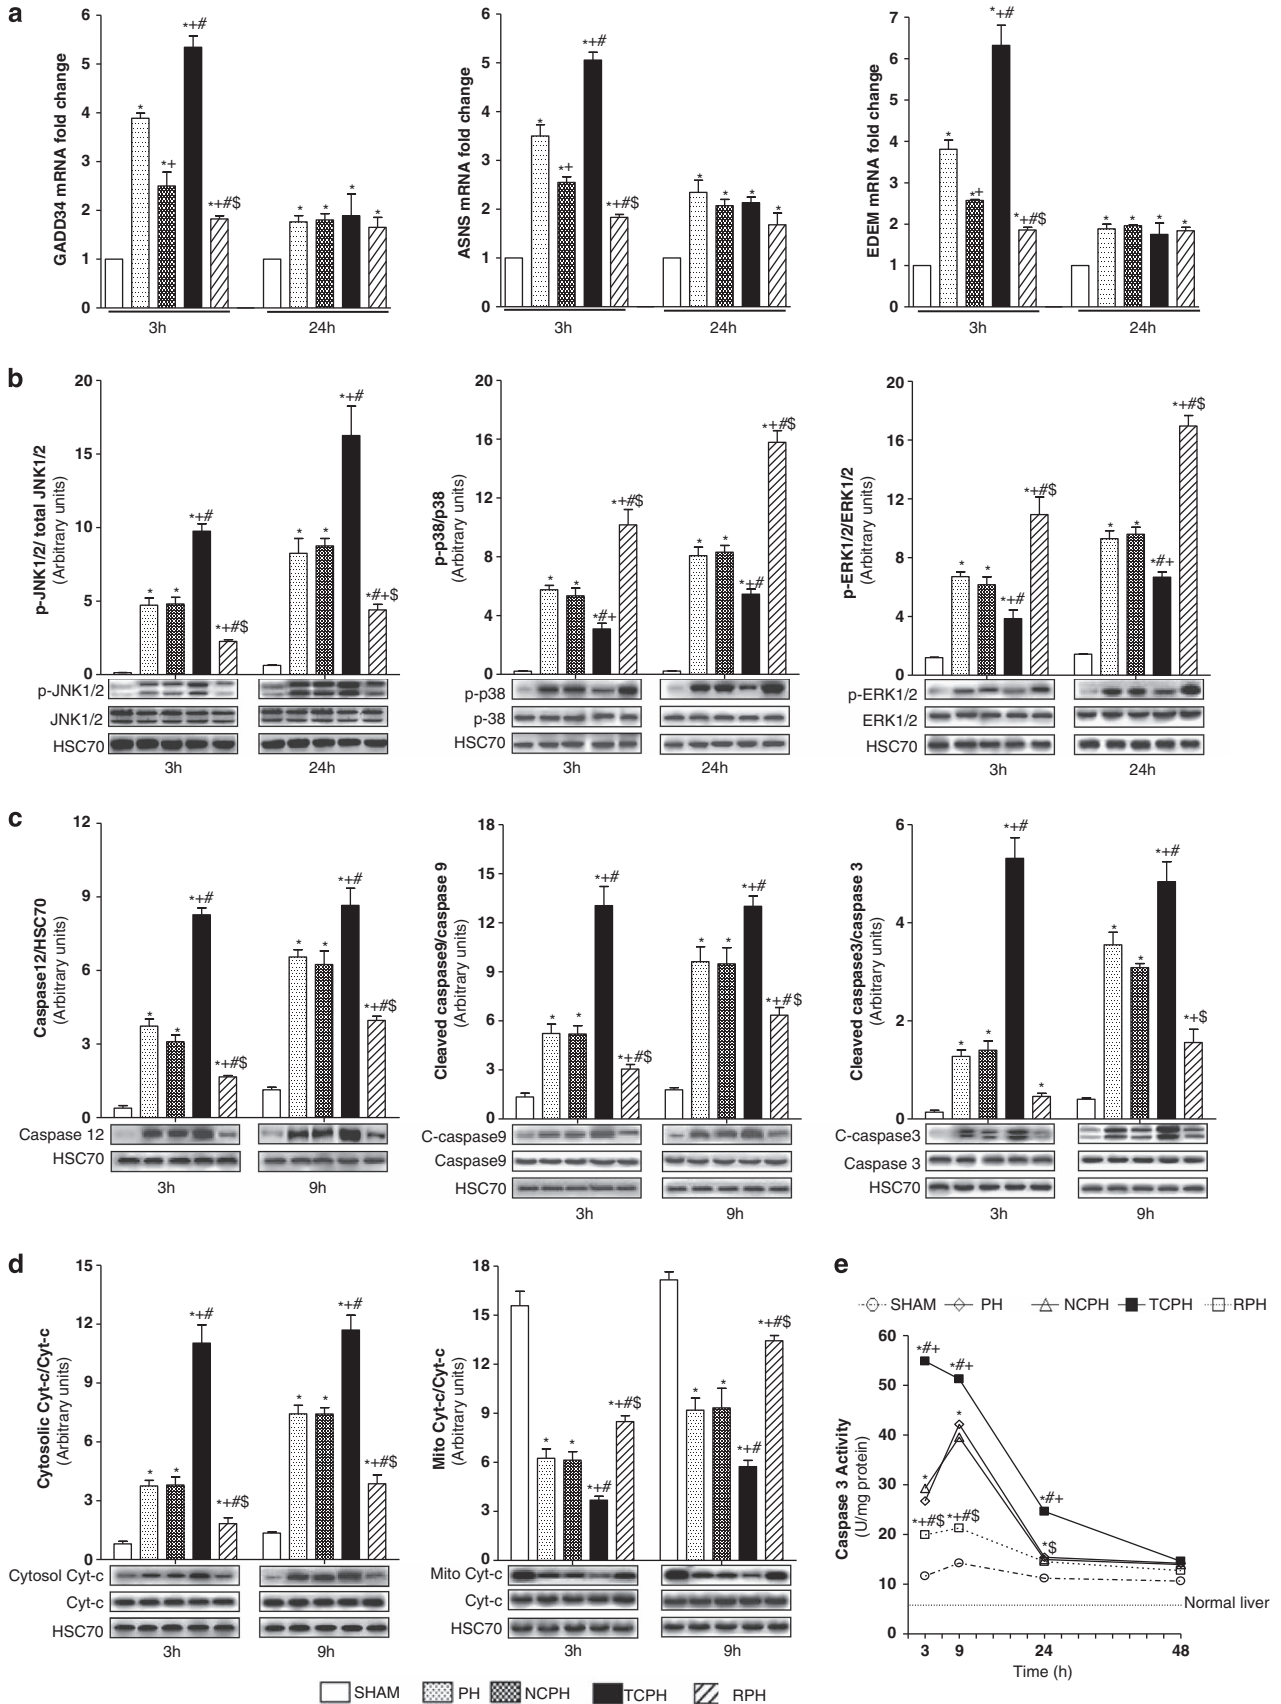 a
GADD34 mRNA fold change
6
5
4
3
2
1
0
*
*+
*+#
*+#$
*
*
*
*
3h
24h
ASNS mRNA fold change
6
5
4
3
2
1
0
*
*+
*+#
*+#$
*
*
*
*
3h
24h
EDEM mRNA fold change
7
6
5
4
3
2
1
0
*
*+
*+#
*+#$
*
*
*
*
3h
24h
b
p-JNK1/2/ total JNK1/2
(Arbitrary units)
20
15
10
5
0
*
*
*+#
*+#$
*
*
*+#
*#+$
p-JNK1/2
JNK1/2
HSC70
3h
24h
p-p38/p38
(Arbitrary units)
20
16
12
8
4
0
*
*
*#+
*+#$
*
*
*+#
*+#$
p-p38
p-38
HSC70
3h
24h
p-ERK1/2/ERK1/2
(Arbitrary units)
20
16
12
8
4
0
*
*
*+#
*+#$
*
*
*#+
*+#$
p-ERK1/2
ERK1/2
HSC70
3h
24h
c
Caspase12/HSC70
(Arbitrary units)
12
9
6
3
0
*
*
*+#
*+#$
*
*
*+#
*+#$
Caspase 12
HSC70
3h
9h
Cleaved caspase9/caspase 9
(Arbitrary units)
18
15
12
9
6
3
0
*
*
*+#
*+#$
*
*
*+#
*+#$
C-caspase9
Caspase9
HSC70
3h
9h
Cleaved caspase3/caspase 3
(Arbitrary units)
6
4
2
0
*
*
*+#
*
*
*
*+#
*+$
C-caspase3
Caspase 3
HSC70
3h
9h
d
Cytosolic Cyt-c/Cyt-c
(Arbitrary units)
15
12
9
6
3
0
*
*
*+#
*+#$
*
*
*+#
*+#$
Cytosol Cyt-c
Cyt-c
HSC70
3h
9h
Mito Cyt-c/Cyt-c
(Arbitrary units)
18
15
12
9
6
3
0
*
*
*+#
*+#$
*
*
*+#
*+#$
Mito Cyt-c
Cyt-c
HSC70
3h
9h
e
SHAM PH NCPH TCPH RPH
Caspase 3 Activity
(U/mg protein)
60
50
40
30
20
10
0
*#+
*#+
*
*
*+#$
*+#$
*#+
*$
Normal liver
3 9 24 48
Time (h)
SHAM PH NCPH TCPH RPH